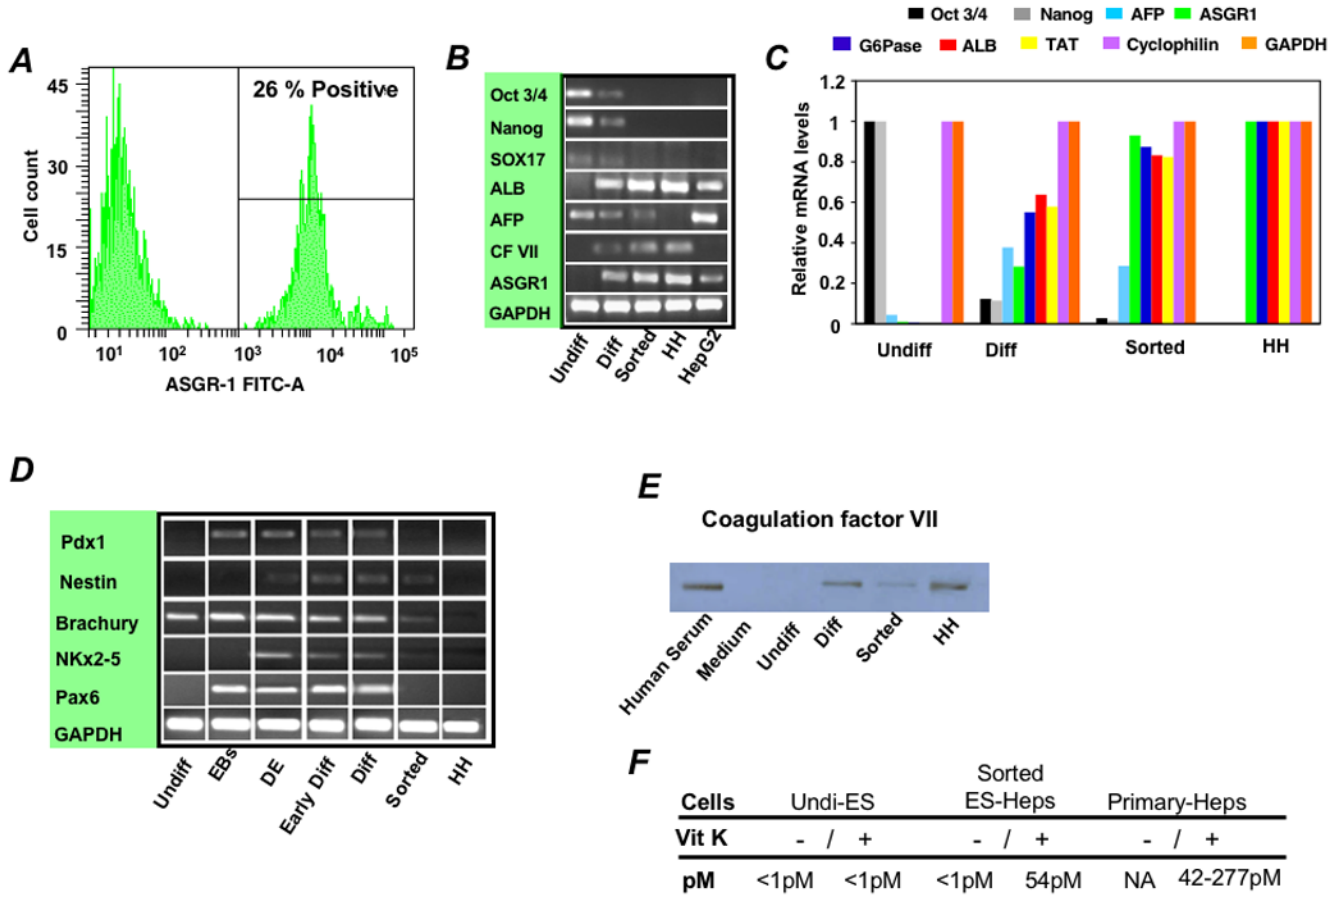 Oct 3/4 Nanog AFP ASGR1
G6Pase ALB TAT Cyclophilin GAPDH
A
26 % Positive
45
30
15
0
Cell count
10¹ 10² 10³ 10⁴ 10⁵
ASGR-1 FITC-A
B
Oct 3/4
Nanog
SOX17
ALB
AFP
CF VII
ASGR1
GAPDH
Undiff Diff Sorted HH HepG2
C
1.2
1
0.8
0.6
0.4
0.2
0
Relative mRNA levels
Undiff Diff Sorted HH
D
Pdx1
Nestin
Brachury
NKx2-5
Pax6
GAPDH
Undiff EBs DE Early Diff Diff Sorted HH
E
Coagulation factor VII
Human Serum Medium Undiff Diff Sorted HH
F
Sorted
Cells Undi-ES ES-Heps Primary-Heps
Vit K - / + - / + - / +
pM <1pM <1pM <1pM 54pM NA 42-277pM